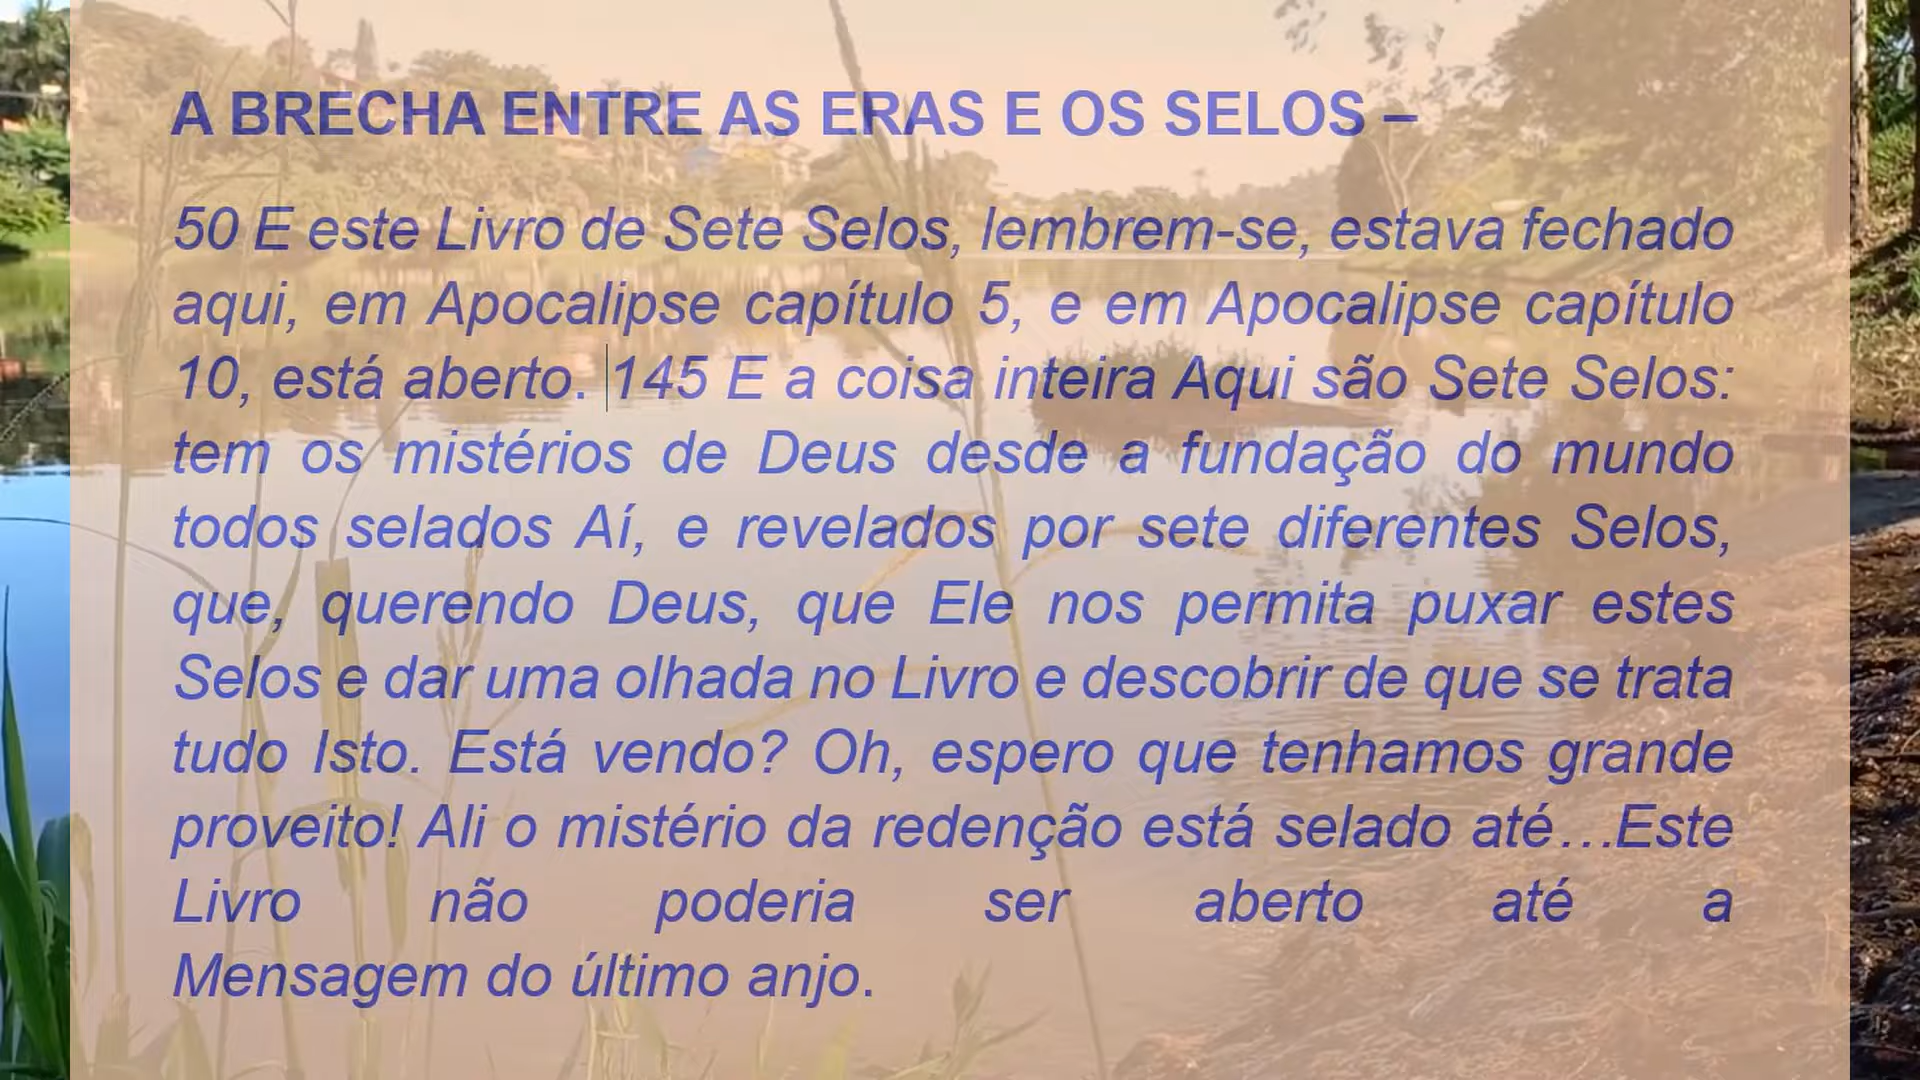 A BRECHA ENTRE AS ERAS E OS SELOS –
50 E este Livro de Sete Selos, lembrem-se, estava fechado
aqui, em Apocalipse capítulo 5, e em Apocalipse capítulo
10, está aberto. 145 E a coisa inteira Aqui são Sete Selos:
tem os mistérios de Deus desde a fundação do mundo
todos selados Aí, e revelados por sete diferentes Selos,
que, querendo Deus, que Ele nos permita puxar estes
Selos e dar uma olhada no Livro e descobrir de que se trata
tudo Isto. Está vendo? Oh, espero que tenhamos grande
proveito! Ali o mistério da redenção está selado até…Este
Livro não poderia ser aberto até a
Mensagem do último anjo.